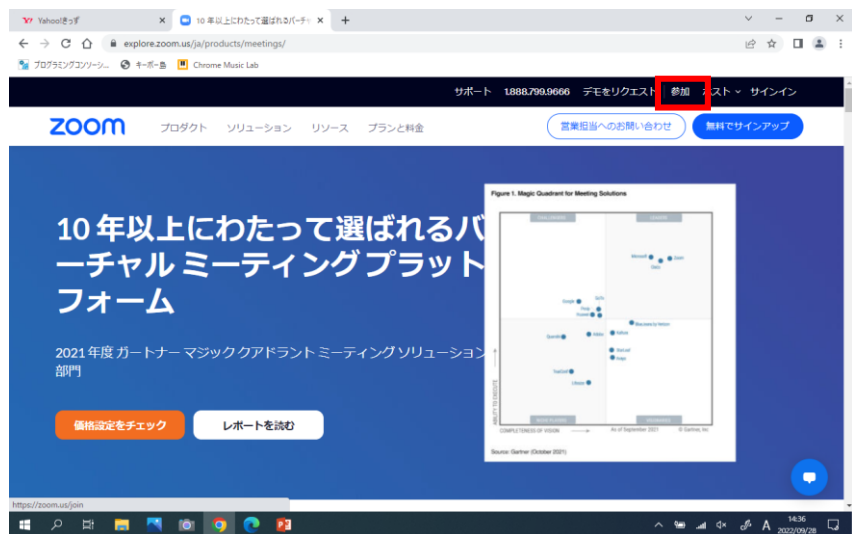 Yahoo!きっず
10 年以上にわたって選ばれるバーチャ
explore.zoom.us/ja/products/meetings/
プログラミングコンソーシ...
キーボー島
Chrome Music Lab
サポート 1.888.799.9666 デモをリクエスト 参加 ホスト サインイン
zoom
プロダクト ソリューション リソース プランと料金
営業担当へのお問い合わせ
無料でサインアップ
10 年以上にわたって選ばれるバ
ーチャル ミーティング プラット
フォーム
2021 年度 ガートナー マジック クアドラント ミーティング ソリューション
部門
価格設定をチェック
レポートを読む
Figure 1. Magic Quadrant for Meeting Solutions
CHALLENGERS
LEADERS
Microsoft
Zoom
Cisco
Google
Huawei
ABILITY TO EXECUTE
COMPLETENESS OF VISION
As of September 2021
© Gartner, Inc
Source: Gartner (October 2021)
https://zoom.us/join
A
14:36
2022/09/28